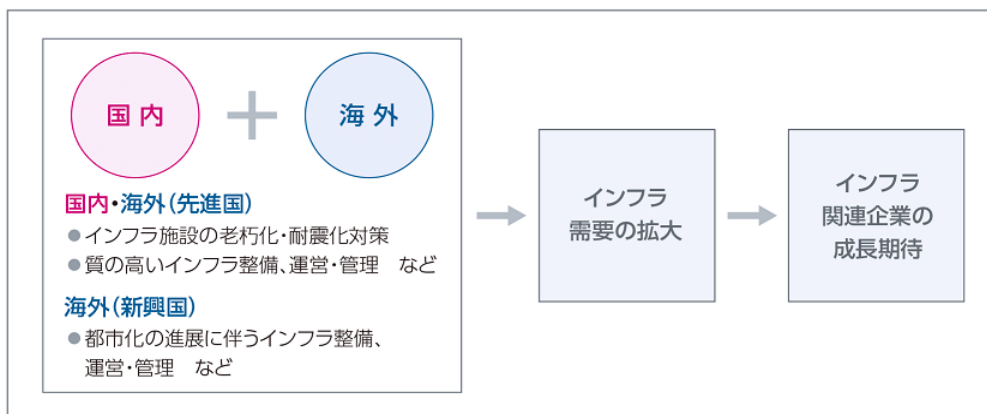 国内
+
海外
国内・海外(先進国)
●インフラ施設の老朽化・耐震化対策
●質の高いインフラ整備、運営・管理　など
海外(新興国)
●都市化の進展に伴うインフラ整備、
運営・管理　など
インフラ
需要の拡大
インフラ
関連企業の
成長期待